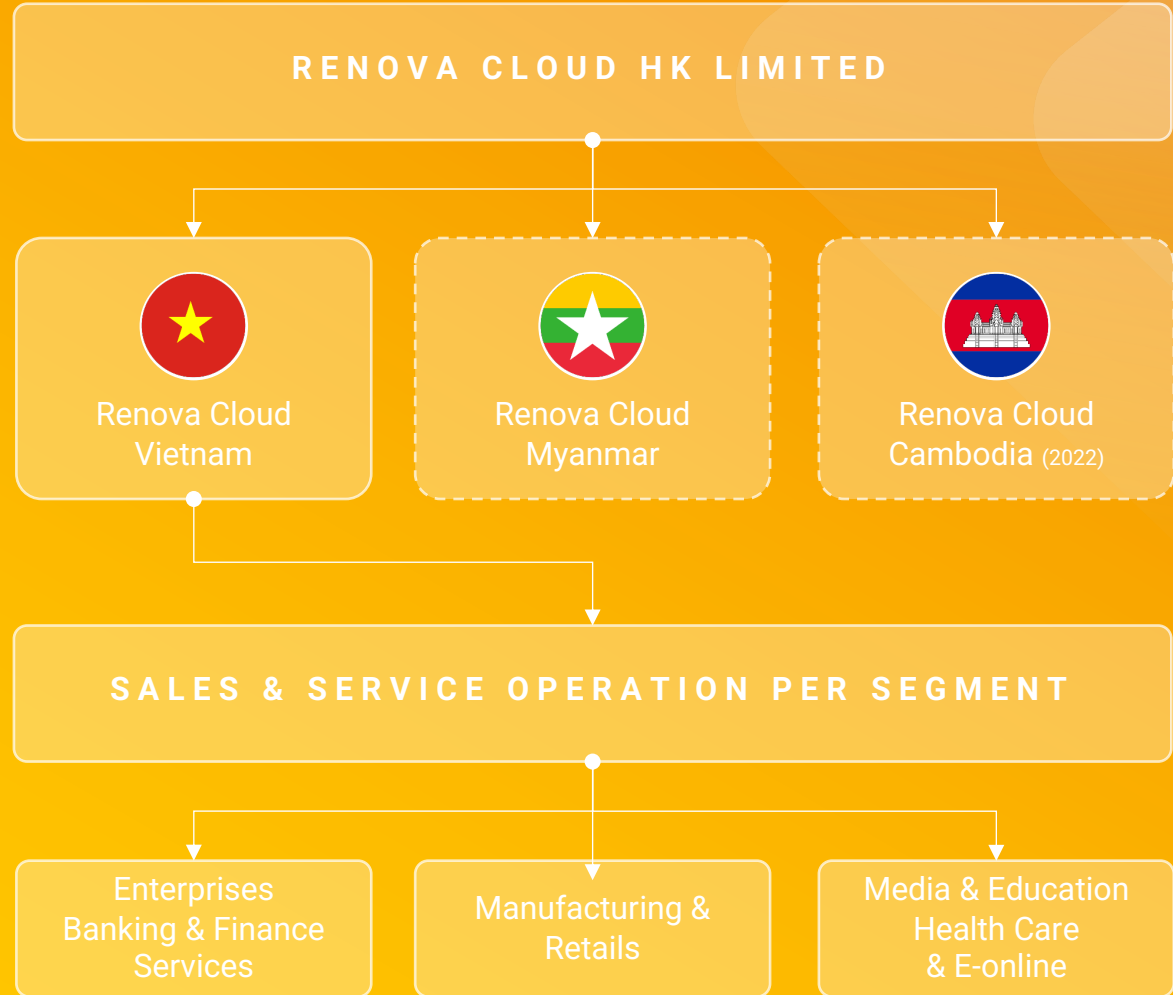 RENOVA CLOUD HK LIMITED
Renova Cloud
Vietnam
Renova Cloud
Myanmar
Renova Cloud
Cambodia (2022)
SALES & SERVICE OPERATION PER SEGMENT
Enterprises
Banking & Finance
Services
Manufacturing &
Retails
Media & Education
Health Care
& E-online